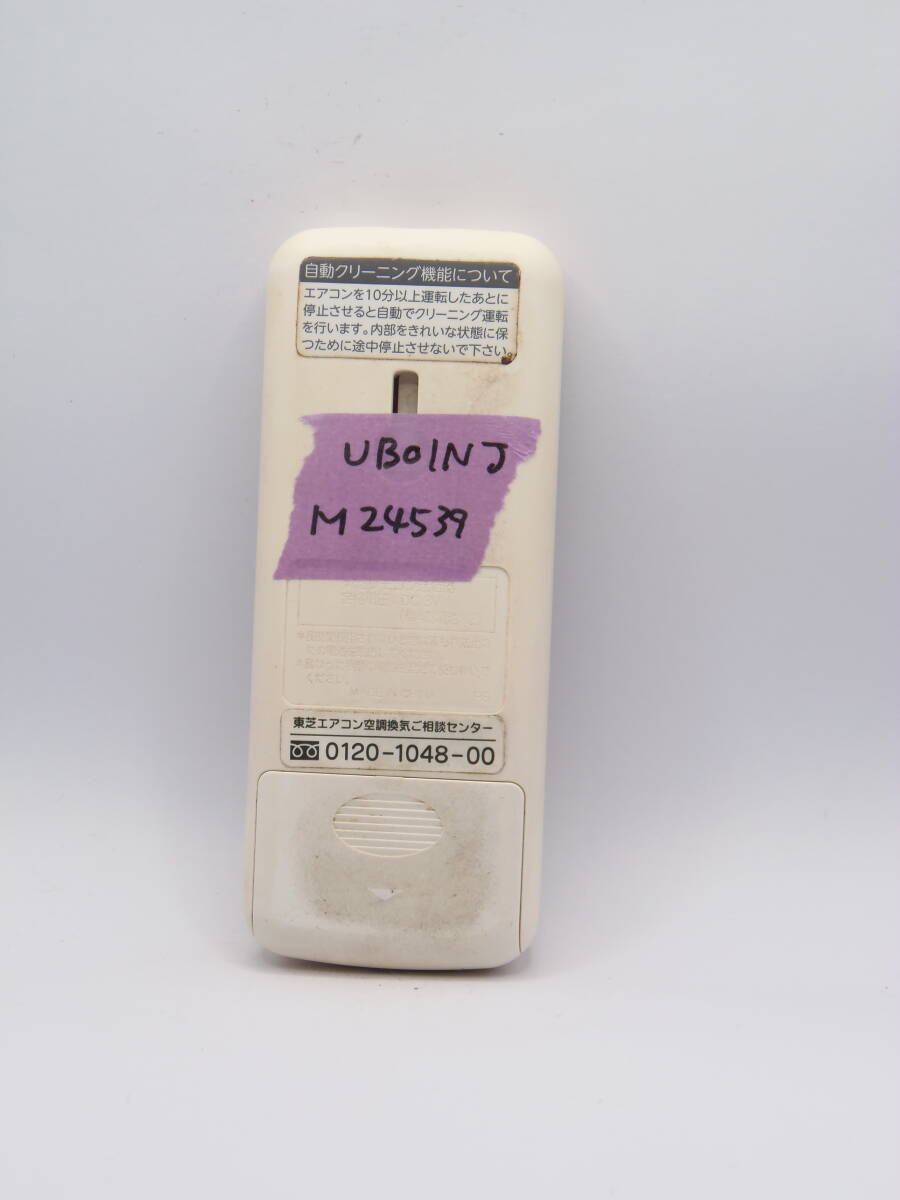 自動クリーニング機能について
エアコンを10分以上運転したあとに
停止させると自動でクリーニング運転
を行います。内部をきれいな状態に保
つために途中停止させないで下さい。
UB01NJ
M24539
ください。
東芝エアコン空調換気ご相談センター
0120-1048-00